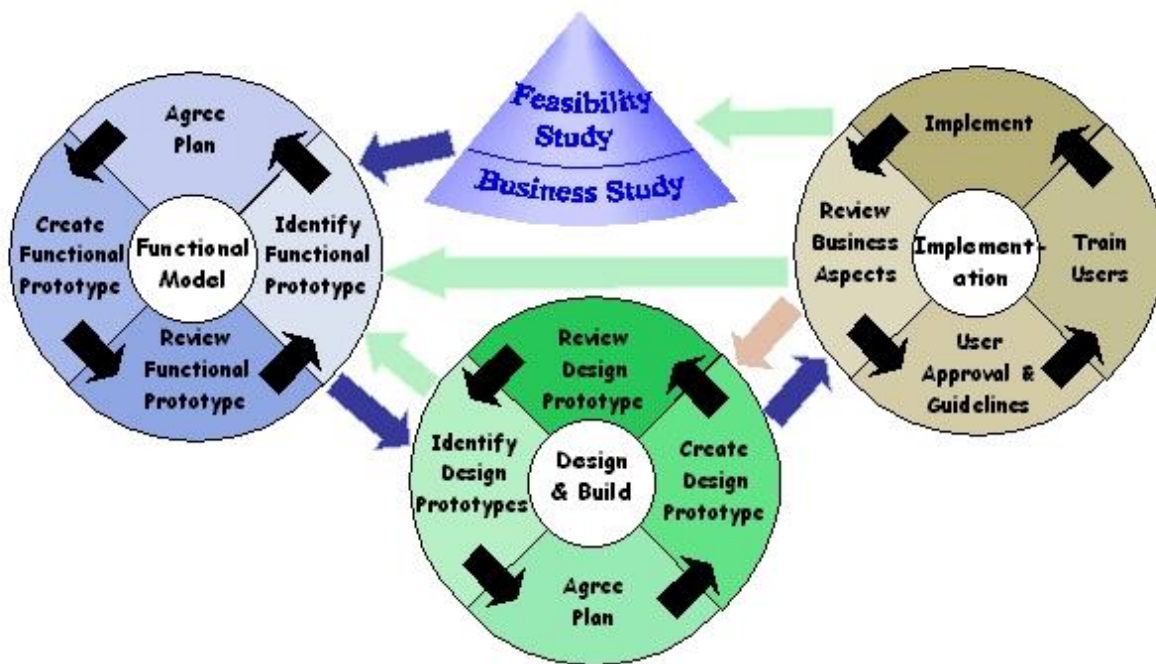 Feasibility
Study
Business Study
Agree
Plan
Create
Functional
Prototype
Functional
Model
Identify
Functional
Prototype
Review
Functional
Prototype
Implement
Review
Business
Aspects
Implement-
ation
Train
Users
User
Approval &
Guidelines
Review
Design
Prototype
Identify
Design
Prototypes
Design
& Build
Create
Design
Prototype
Agree
Plan